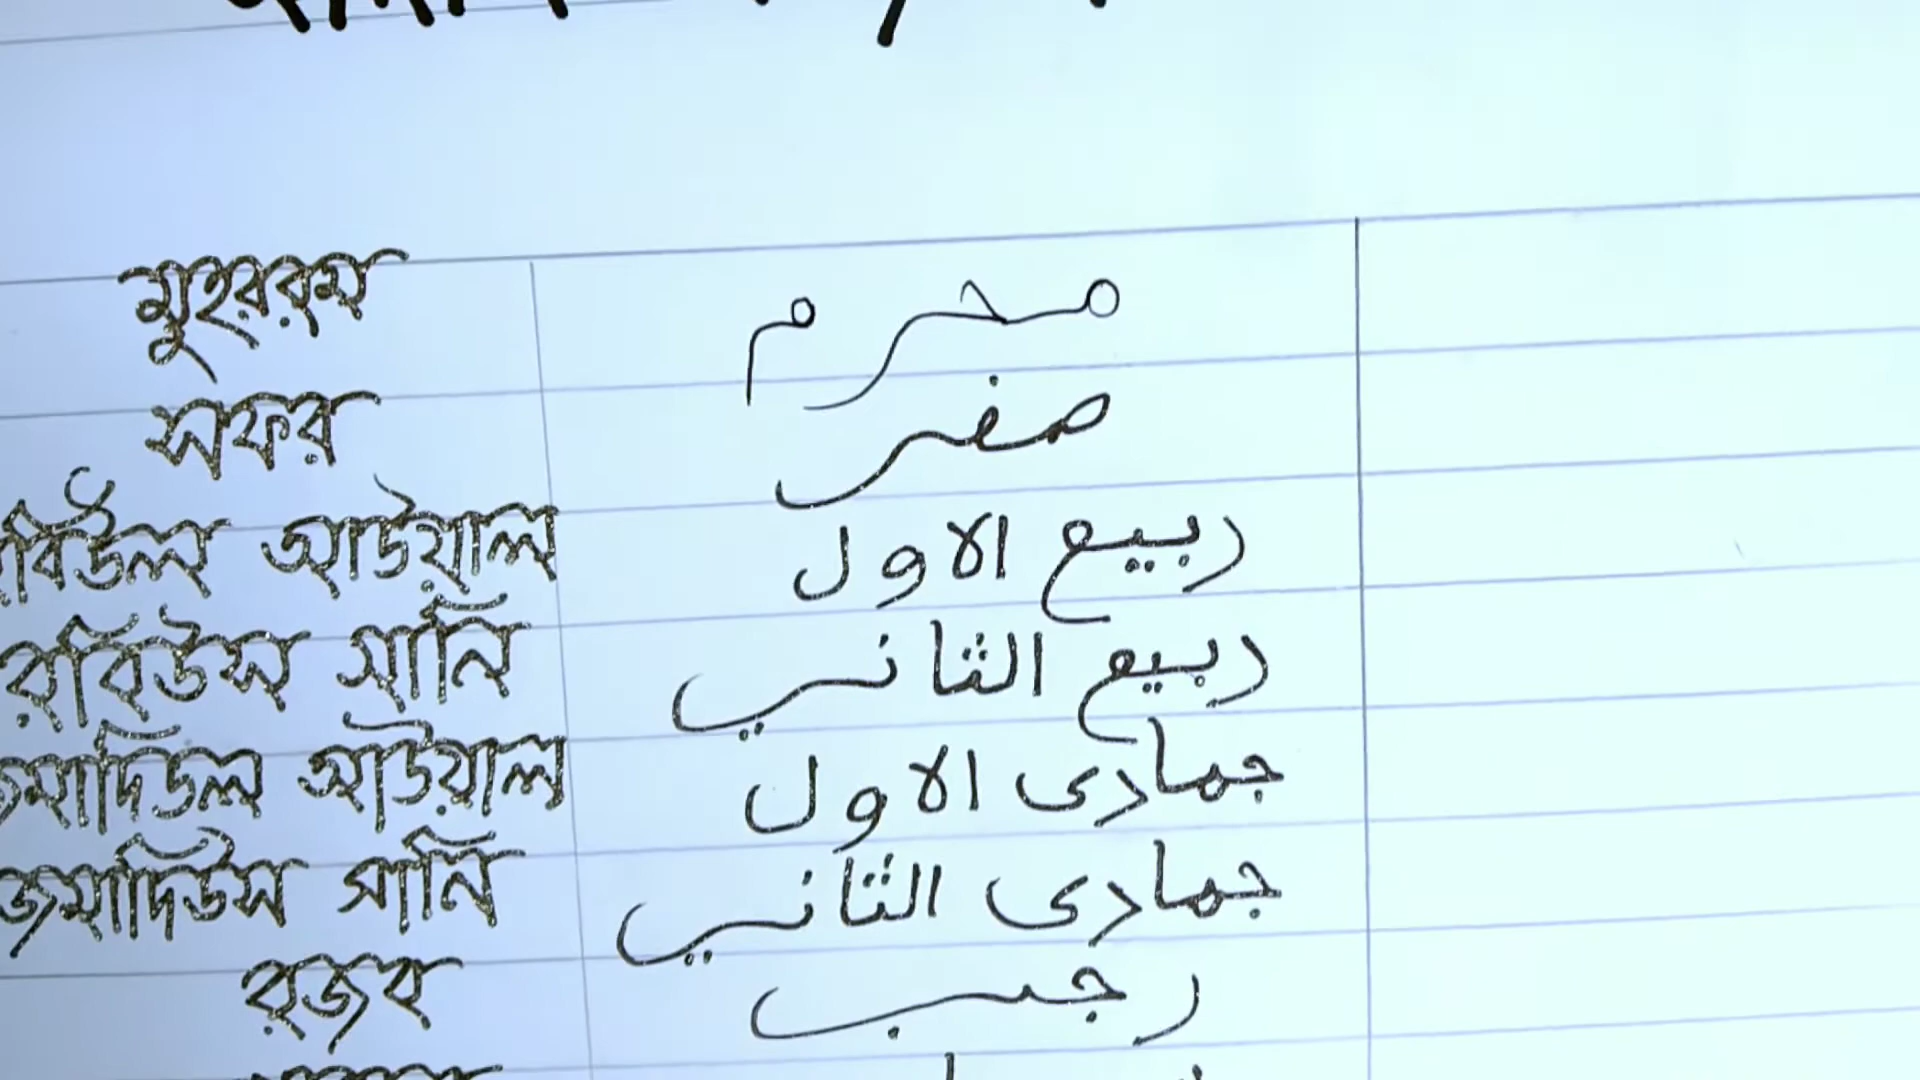 মুহররম محرم
সফর صفر
রবিউল আউয়াল ربيع الاول
রবিউস সানি ربيع الثاني
জমাদিউল আউয়াল جمادى الاول
জমাদিউস সানি جمادى الثاني
রজব رجب